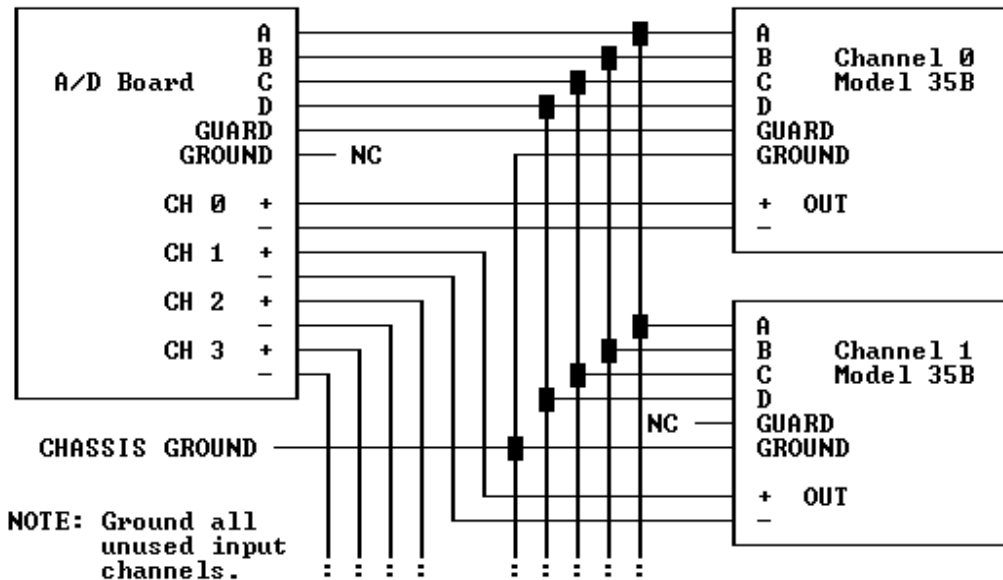 A/D Board
A
B
C
D
GUARD
GROUND
NC
CH 0 +
–
CH 1 +
–
CH 2 +
–
CH 3 +
–
CHASSIS GROUND
NOTE: Ground all
unused input
channels.
A
B Channel 0
C Model 35B
D
GUARD
GROUND
+ OUT
–
A
B Channel 1
C Model 35B
D
NC GUARD
GROUND
+ OUT
–